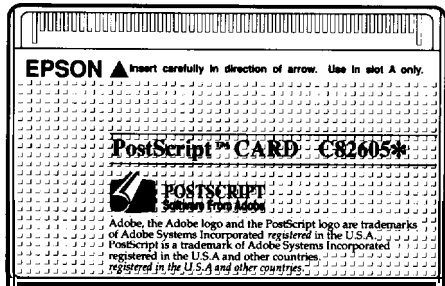 EPSON ▲ Insert carefully in direction of arrow. Use in slot A only.
PostScript™ CARD C82605*
POSTSCRIPT
Software From Adobe
Adobe, the Adobe logo and the PostScript logo are trademarks
of Adobe Systems Incorporated registered in the U.S.A.
PostScript is a trademark of Adobe Systems Incorporated
registered in the U.S.A and other countries.
registered in the U.S.A and other countries.